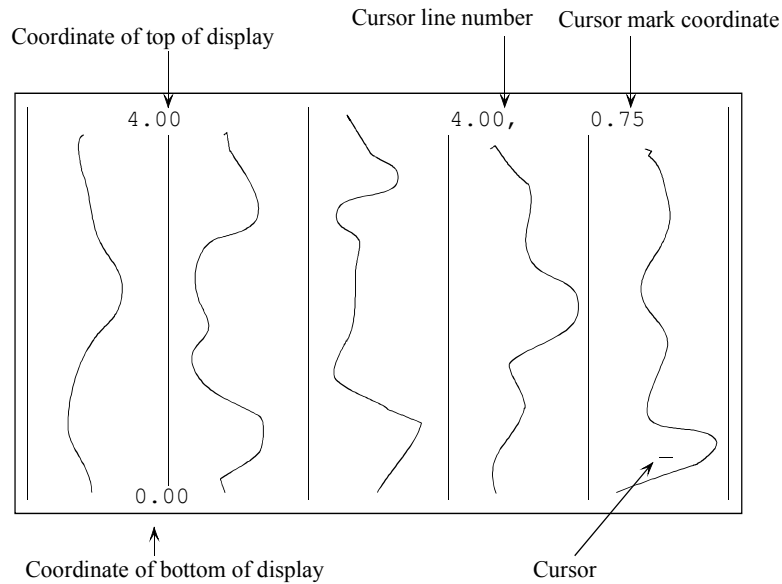 Cursor line number
Cursor mark coordinate
Coordinate of top of display
4.00
4.00,
0.75
0.00
Coordinate of bottom of display
Cursor